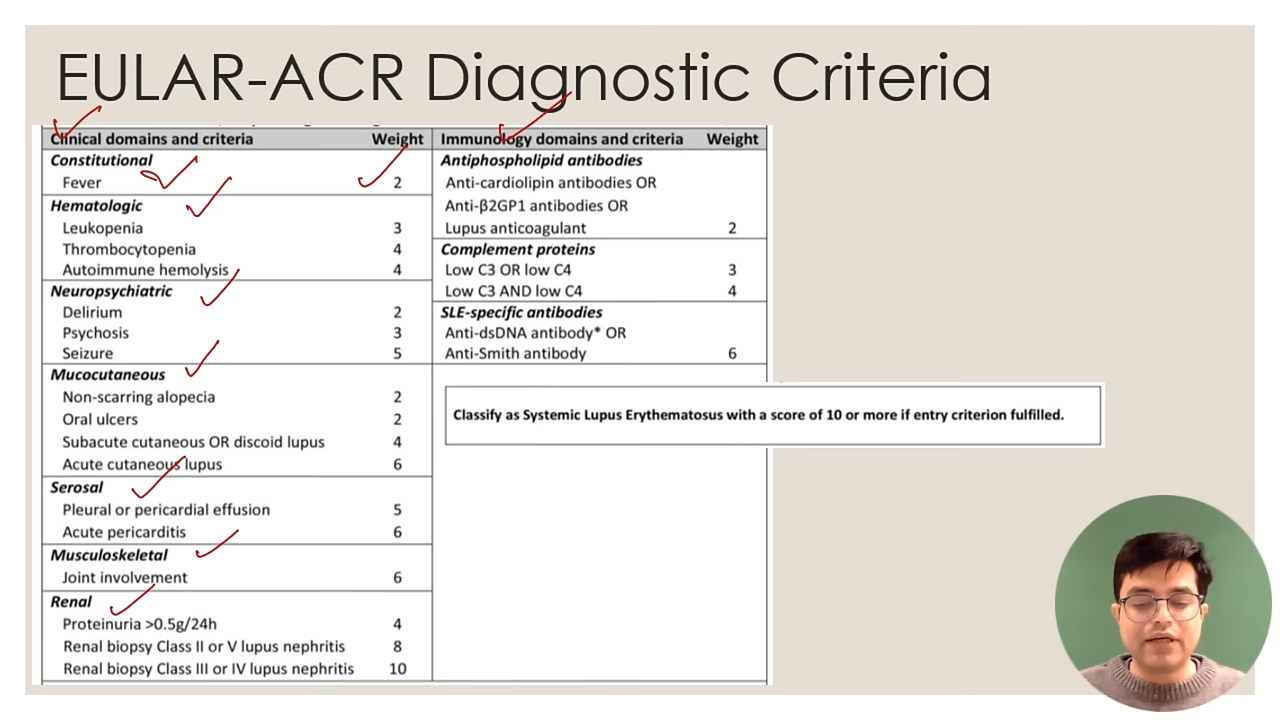 EULAR-ACR Diagnostic Criteria
Clinical domains and criteria Weight
Constitutional
Fever 2
Hematologic
Leukopenia 3
Thrombocytopenia 4
Autoimmune hemolysis 4
Neuropsychiatric
Delirium 2
Psychosis 3
Seizure 5
Mucocutaneous
Non-scarring alopecia 2
Oral ulcers 2
Subacute cutaneous OR discoid lupus 4
Acute cutaneous lupus 6
Serosal
Pleural or pericardial effusion 5
Acute pericarditis 6
Musculoskeletal
Joint involvement 6
Renal
Proteinuria >0.5g/24h 4
Renal biopsy Class II or V lupus nephritis 8
Renal biopsy Class III or IV lupus nephritis 10
Immunology domains and criteria Weight
Antiphospholipid antibodies
Anti-cardiolipin antibodies OR
Anti-β2GP1 antibodies OR
Lupus anticoagulant 2
Complement proteins
Low C3 OR low C4 3
Low C3 AND low C4 4
SLE-specific antibodies
Anti-dsDNA antibody* OR
Anti-Smith antibody 6
Classify as Systemic Lupus Erythematosus with a score of 10 or more if entry criterion fulfilled.